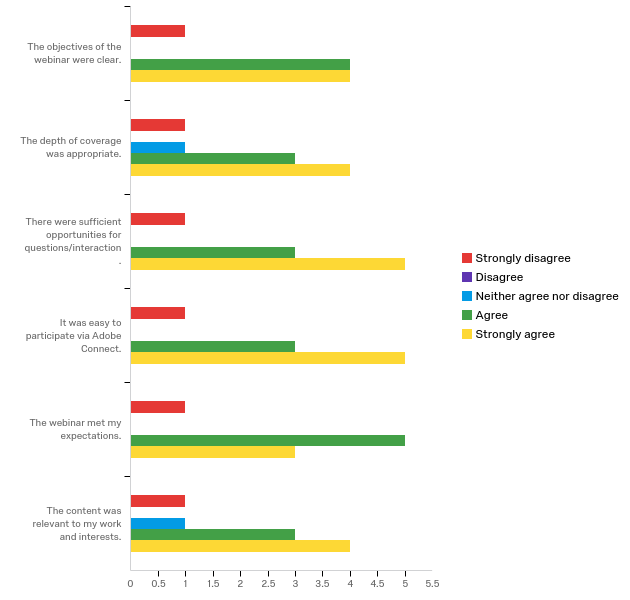 The objectives of the
webinar were clear.
The depth of coverage
was appropriate.
There were sufficient
opportunities for
questions/interaction
.
It was easy to
participate via Adobe
Connect.
The webinar met my
expectations.
The content was
relevant to my work
and interests.
0 0.5 1 1.5 2 2.5 3 3.5 4 4.5 5 5.5
Strongly disagree
Disagree
Neither agree nor disagree
Agree
Strongly agree